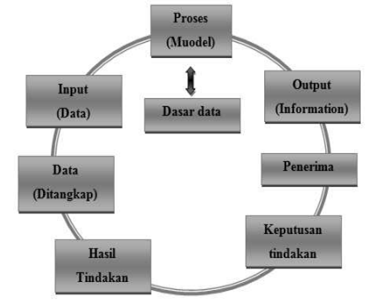 Proses
(Muodel)
Output
(Information)
Penerima
Keputusan
tindakan
Hasil
Tindakan
Data
(Ditangkap)
Input
(Data)
Dasar data